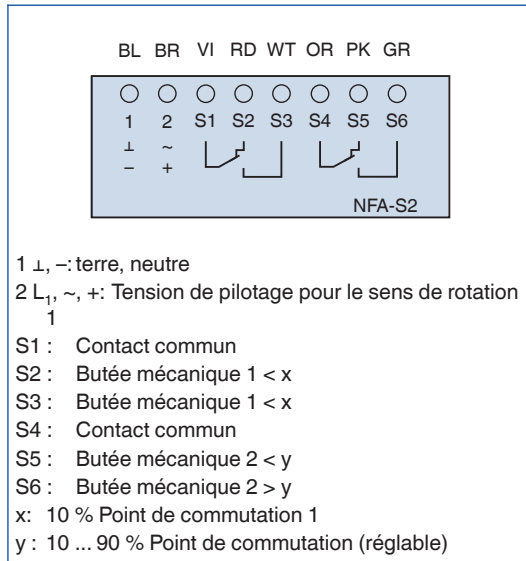 BL BR VI RD WT OR PK GR
1 2 S1 S2 S3 S4 S5 S6
⊥ ~
– +
NFA-S2
1 ⊥, –: terre, neutre
2 L₁, ~, +: Tension de pilotage pour le sens de rotation
1
S1 : Contact commun
S2 : Butée mécanique 1 < x
S3 : Butée mécanique 1 < x
S4 : Contact commun
S5 : Butée mécanique 2 < y
S6 : Butée mécanique 2 > y
x: 10 % Point de commutation 1
y : 10 ... 90 % Point de commutation (réglable)